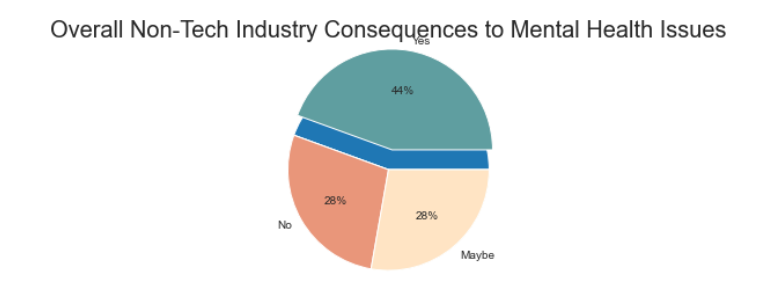 Overall Non-Tech Industry Consequences to Mental Health Issues
Yes
44%
28%
28%
No
Maybe